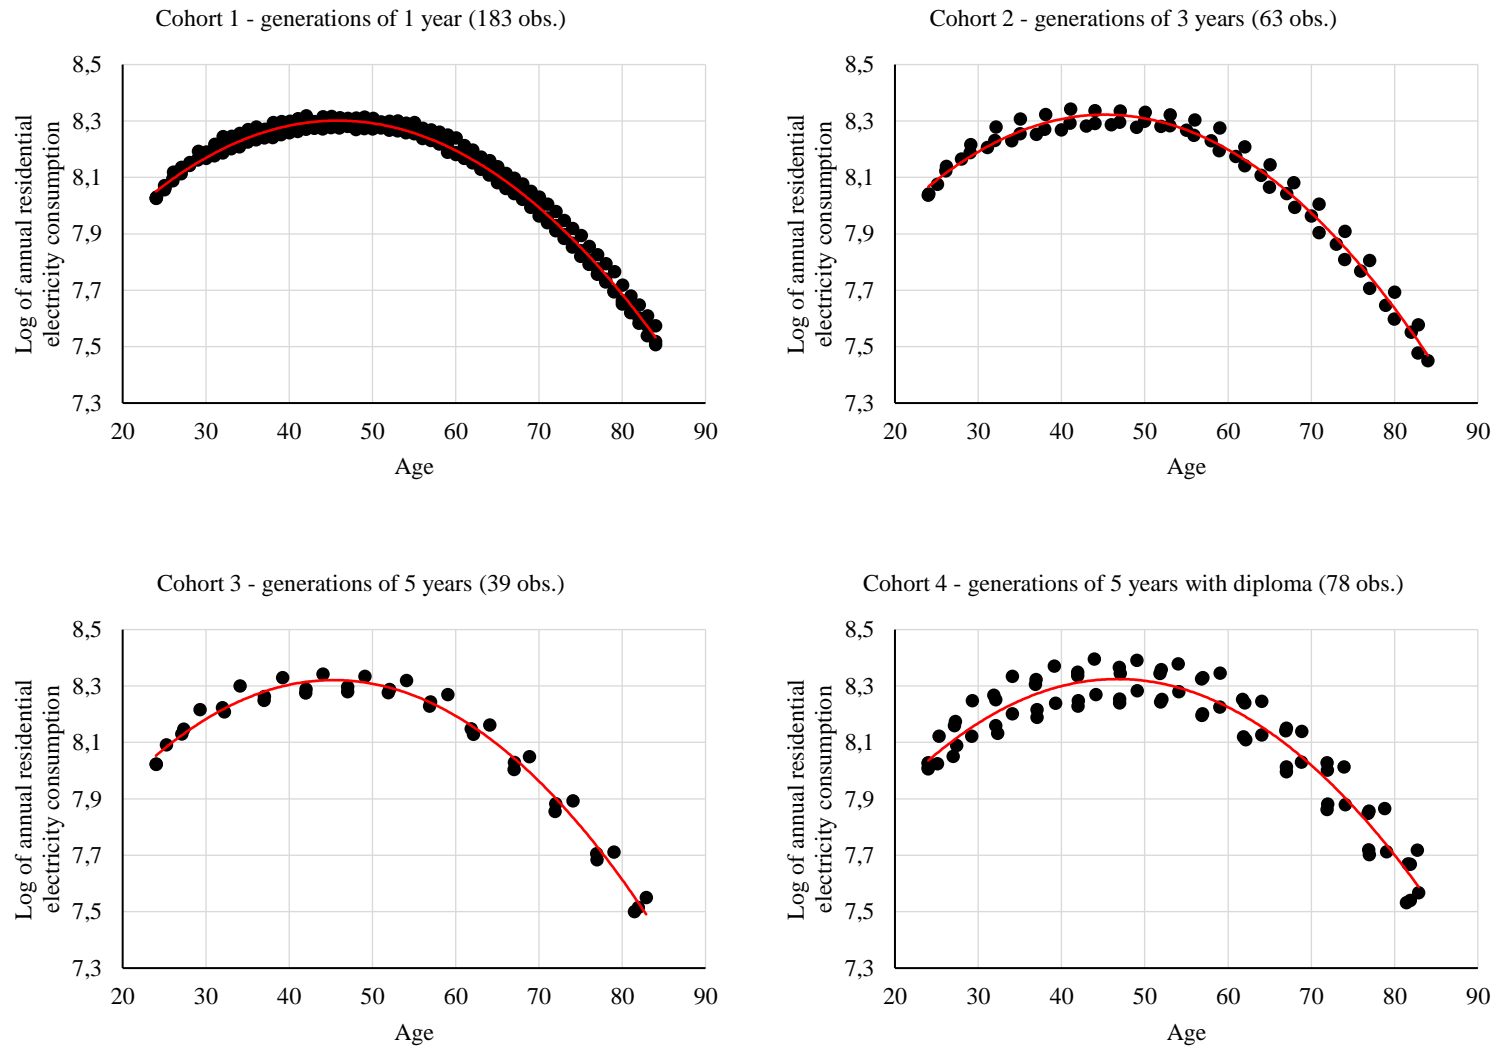 Cohort 1 - generations of 1 year (183 obs.)
8,5
8,3
8,1
7,9
7,7
7,5
7,3
Log of annual residential
electricity consumption
20 30 40 50 60 70 80 90
Age
Cohort 2 - generations of 3 years (63 obs.)
8,5
8,3
8,1
7,9
7,7
7,5
7,3
Log of annual residential
electricity consumption
20 30 40 50 60 70 80 90
Age
Cohort 3 - generations of 5 years (39 obs.)
8,5
8,3
8,1
7,9
7,7
7,5
7,3
Log of annual residential
electricity consumption
20 30 40 50 60 70 80 90
Age
Cohort 4 - generations of 5 years with diploma (78 obs.)
8,5
8,3
8,1
7,9
7,7
7,5
7,3
Log of annual residential
electricity consumption
20 30 40 50 60 70 80 90
Age